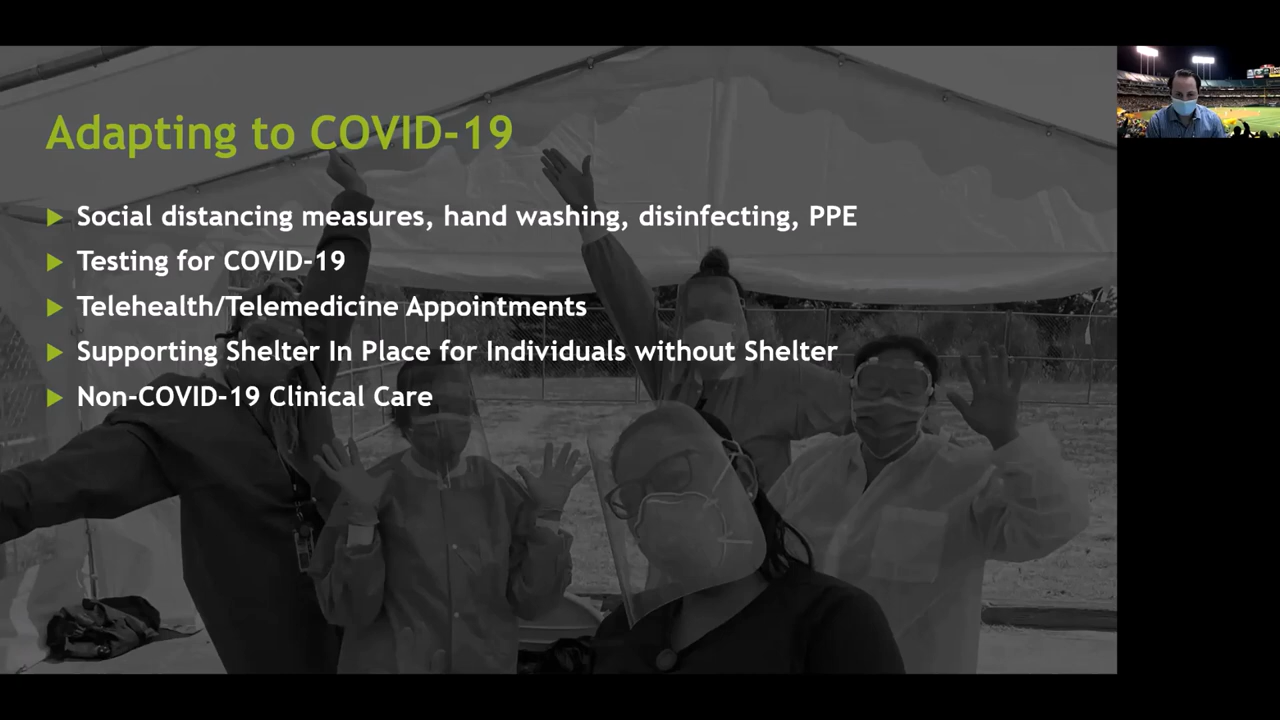 Adapting to COVID-19
Social distancing measures, hand washing, disinfecting, PPE
Testing for COVID-19
Telehealth/Telemedicine Appointments
Supporting Shelter In Place for Individuals without Shelter
Non-COVID-19 Clinical Care